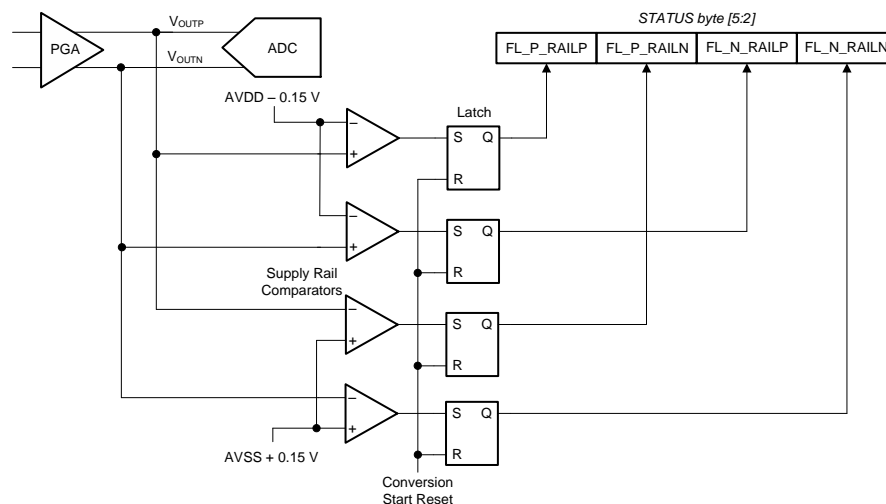 STATUS byte [5:2]
PGA
VOUTP
VOUTN
ADC
FL_P_RAILP
FL_P_RAILN
FL_N_RAILP
FL_N_RAILN
AVDD – 0.15 V
Latch
−
+
S Q
R
−
+
S Q
R
Supply Rail
Comparators
−
+
S Q
R
−
+
S Q
R
AVSS + 0.15 V
Conversion
Start Reset